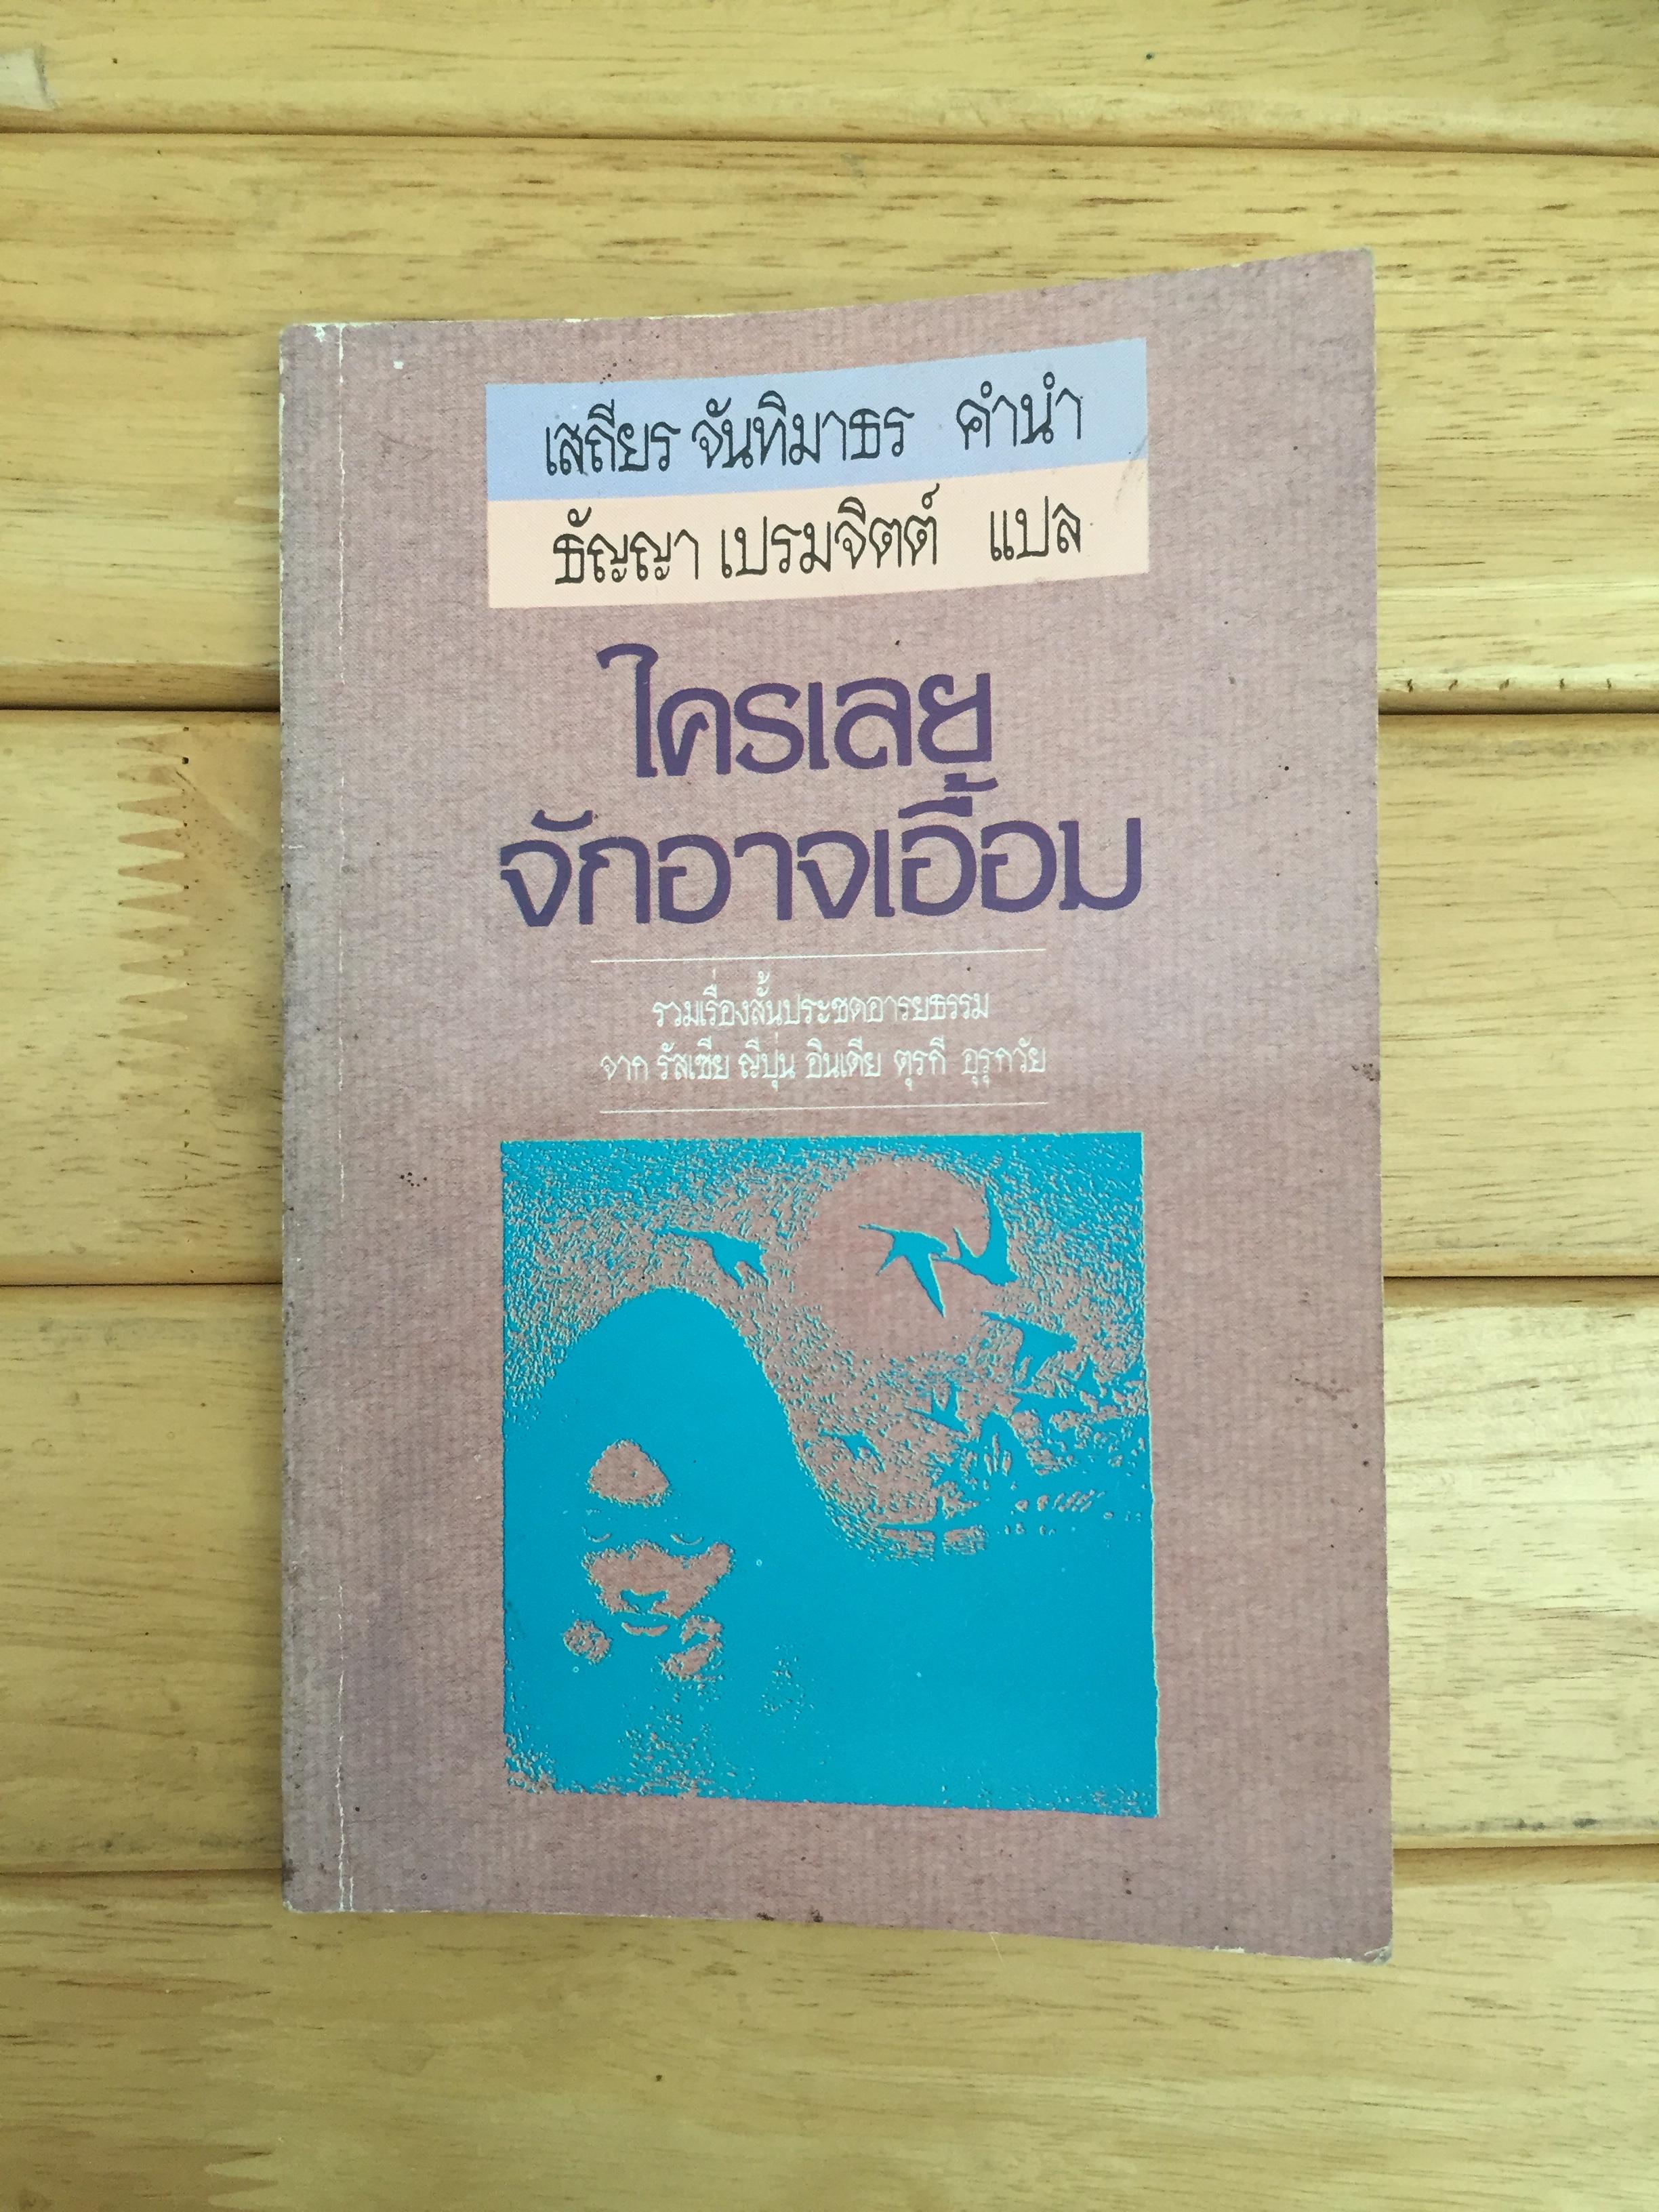 เสถียร จันทิมาธร คำนำ
ธัญญา เปรมจิตต์ แปล
ใครเลย
จักอาจเอื้อม
รวมเรื่องสั้นประชดอารยธรรม
จาก รัสเซีย ญี่ปุ่น อินเดีย ตุรกี อุรุกวัย